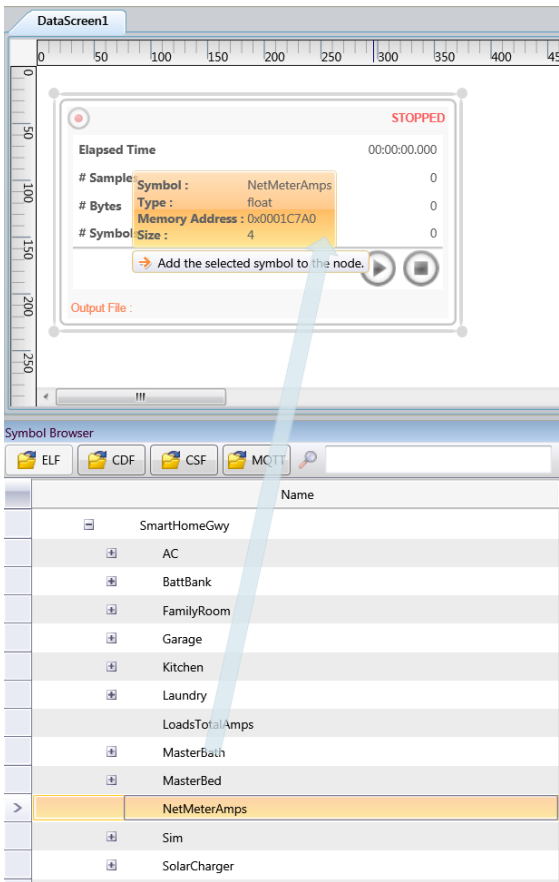 DataScreen1
0 50 100 150 200 250 300 350 400 45
0
50
100
150
200
250
STOPPED
Elapsed Time 00:00:00.000
# Samples 0
# Bytes 0
# Symbol 0
Symbol : NetMeterAmps
Type : float
Memory Address : 0x0001C7A0
Size : 4
Add the selected symbol to the node.
Output File :
Symbol Browser
ELF CDF CSF MQTT
Name
SmartHomeGwy
AC
BattBank
FamilyRoom
Garage
Kitchen
Laundry
LoadsTotalAmps
MasterBath
MasterBed
NetMeterAmps
Sim
SolarCharger